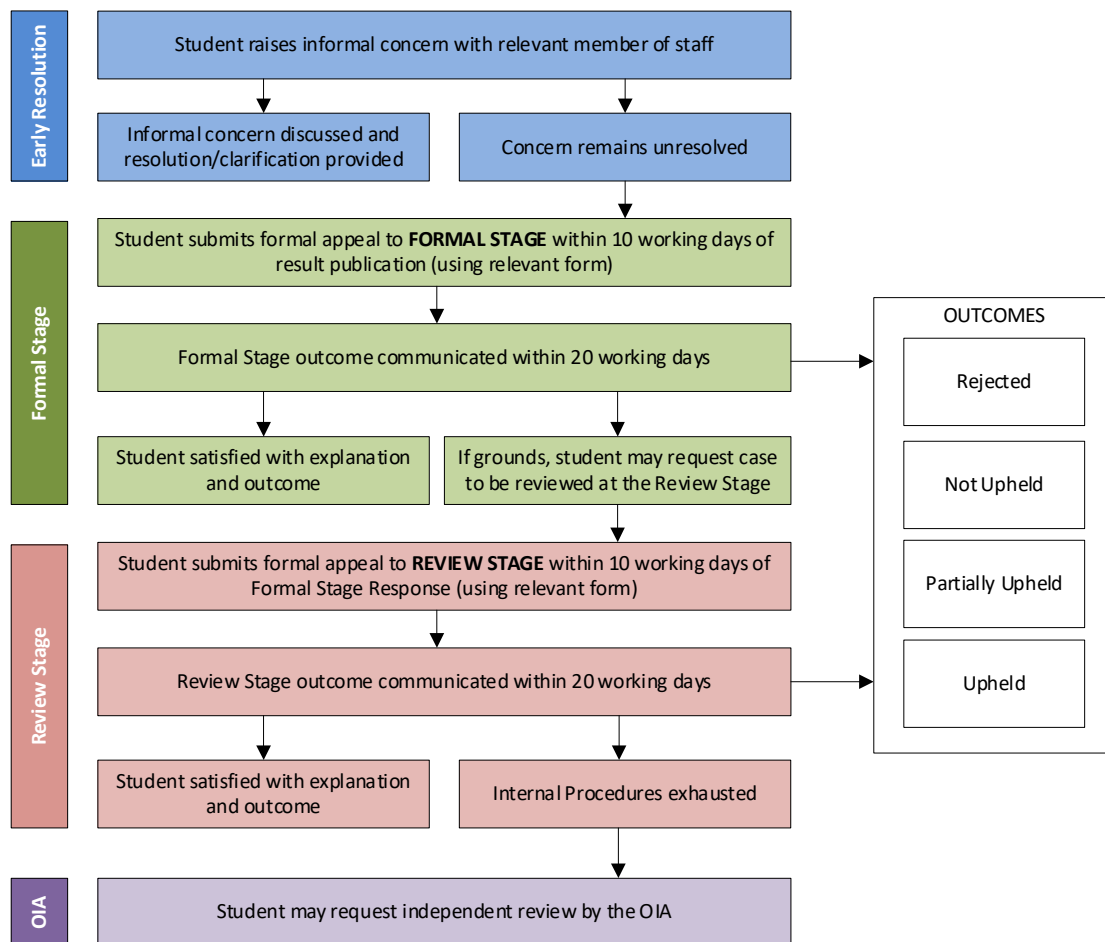 Early Resolution
Student raises informal concern with relevant member of staff
Informal concern discussed and
resolution/clarification provided
Concern remains unresolved
Formal Stage
Student submits formal appeal to FORMAL STAGE within 10 working days of
result publication (using relevant form)
Formal Stage outcome communicated within 20 working days
Student satisfied with explanation
and outcome
If grounds, student may request case
to be reviewed at the Review Stage
OUTCOMES
Rejected
Not Upheld
Partially Upheld
Upheld
Review Stage
Student submits formal appeal to REVIEW STAGE within 10 working days of
Formal Stage Response (using relevant form)
Review Stage outcome communicated within 20 working days
Student satisfied with explanation
and outcome
Internal Procedures exhausted
OIA
Student may request independent review by the OIA